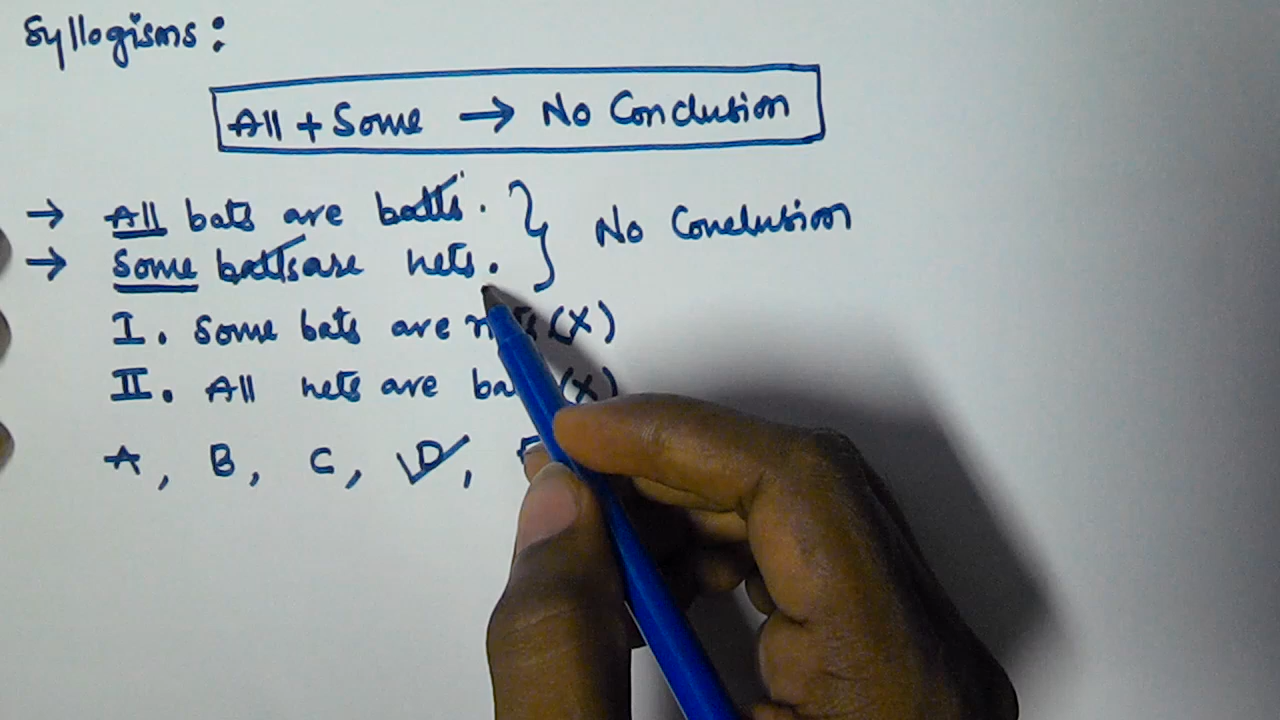 Syllogisms:
All + Some → No Conclusion
→ All bats are balls.
→ Some balls are nets. } No Conclusion
I. Some bats are (X)
II. All nets are (X)
A, B, C, D,